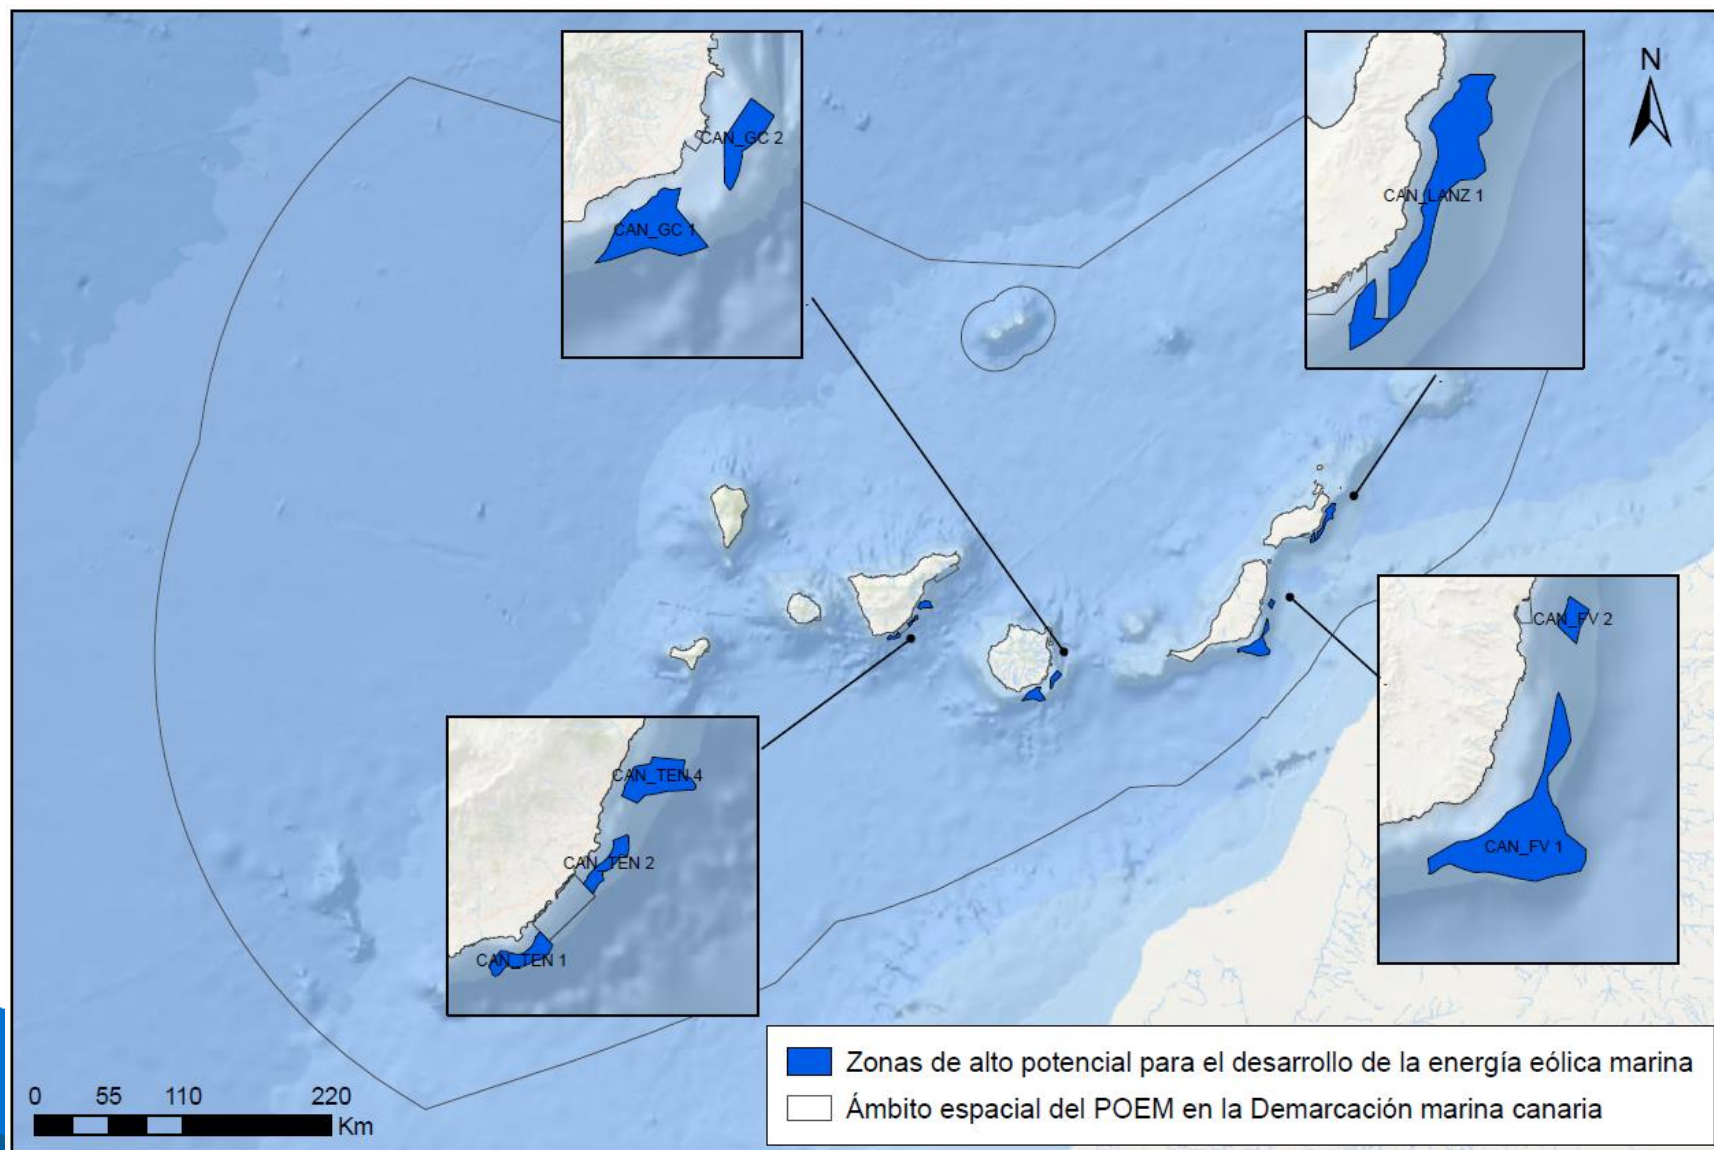 N
CAN_GC 2
CAN_GC 1
CAN_LANZ 1
CAN_FV 2
CAN_FV 1
CAN_TEN 4
CAN_TEN 2
CAN_TEN 1
0 55 110 220
Km
Zonas de alto potencial para el desarrollo de la energía eólica marina
Ámbito espacial del POEM en la Demarcación marina canaria